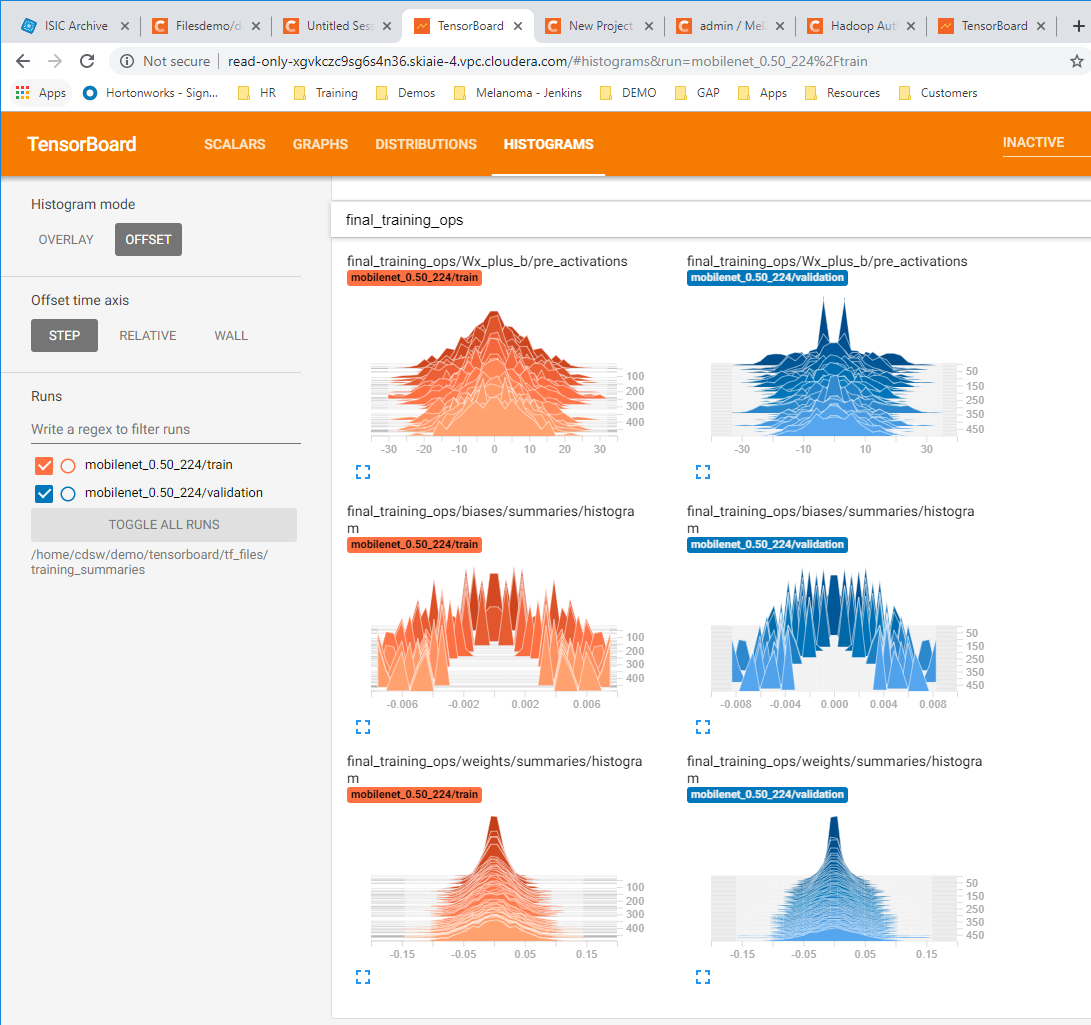 ISIC Archive
Filesdemo/d
Untitled Sess
TensorBoard
New Project
admin / Mel
Hadoop Aut
TensorBoard
Not secure | read-only-xgvkczc9sg6s4n36.skiaie-4.vpc.cloudera.com/#histograms&run=mobilenet_0.50_224%2Ftrain
Apps
Hortonworks - Sign...
HR
Training
Demos
Melanoma - Jenkins
DEMO
GAP
Apps
Resources
Customers
TensorBoard
SCALARS
GRAPHS
DISTRIBUTIONS
HISTOGRAMS
INACTIVE
Histogram mode
OVERLAY
OFFSET
Offset time axis
STEP
RELATIVE
WALL
Runs
Write a regex to filter runs
mobilenet_0.50_224/train
mobilenet_0.50_224/validation
TOGGLE ALL RUNS
/home/cdsw/demo/tensorboard/tf_files/
training_summaries
final_training_ops
final_training_ops/Wx_plus_b/pre_activations
mobilenet_0.50_224/train
100
200
300
400
-30 -20 -10 0 10 20 30
final_training_ops/Wx_plus_b/pre_activations
mobilenet_0.50_224/validation
50
150
250
350
450
-30 -10 10 30
final_training_ops/biases/summaries/histogra
m
mobilenet_0.50_224/train
100
200
300
400
-0.006 -0.002 0.002 0.006
final_training_ops/biases/summaries/histogra
m
mobilenet_0.50_224/validation
50
150
250
350
450
-0.008 -0.004 0.000 0.004 0.008
final_training_ops/weights/summaries/histogra
m
mobilenet_0.50_224/train
100
200
300
400
-0.15 -0.05 0.05 0.15
final_training_ops/weights/summaries/histogra
m
mobilenet_0.50_224/validation
50
150
250
350
450
-0.15 -0.05 0.05 0.15